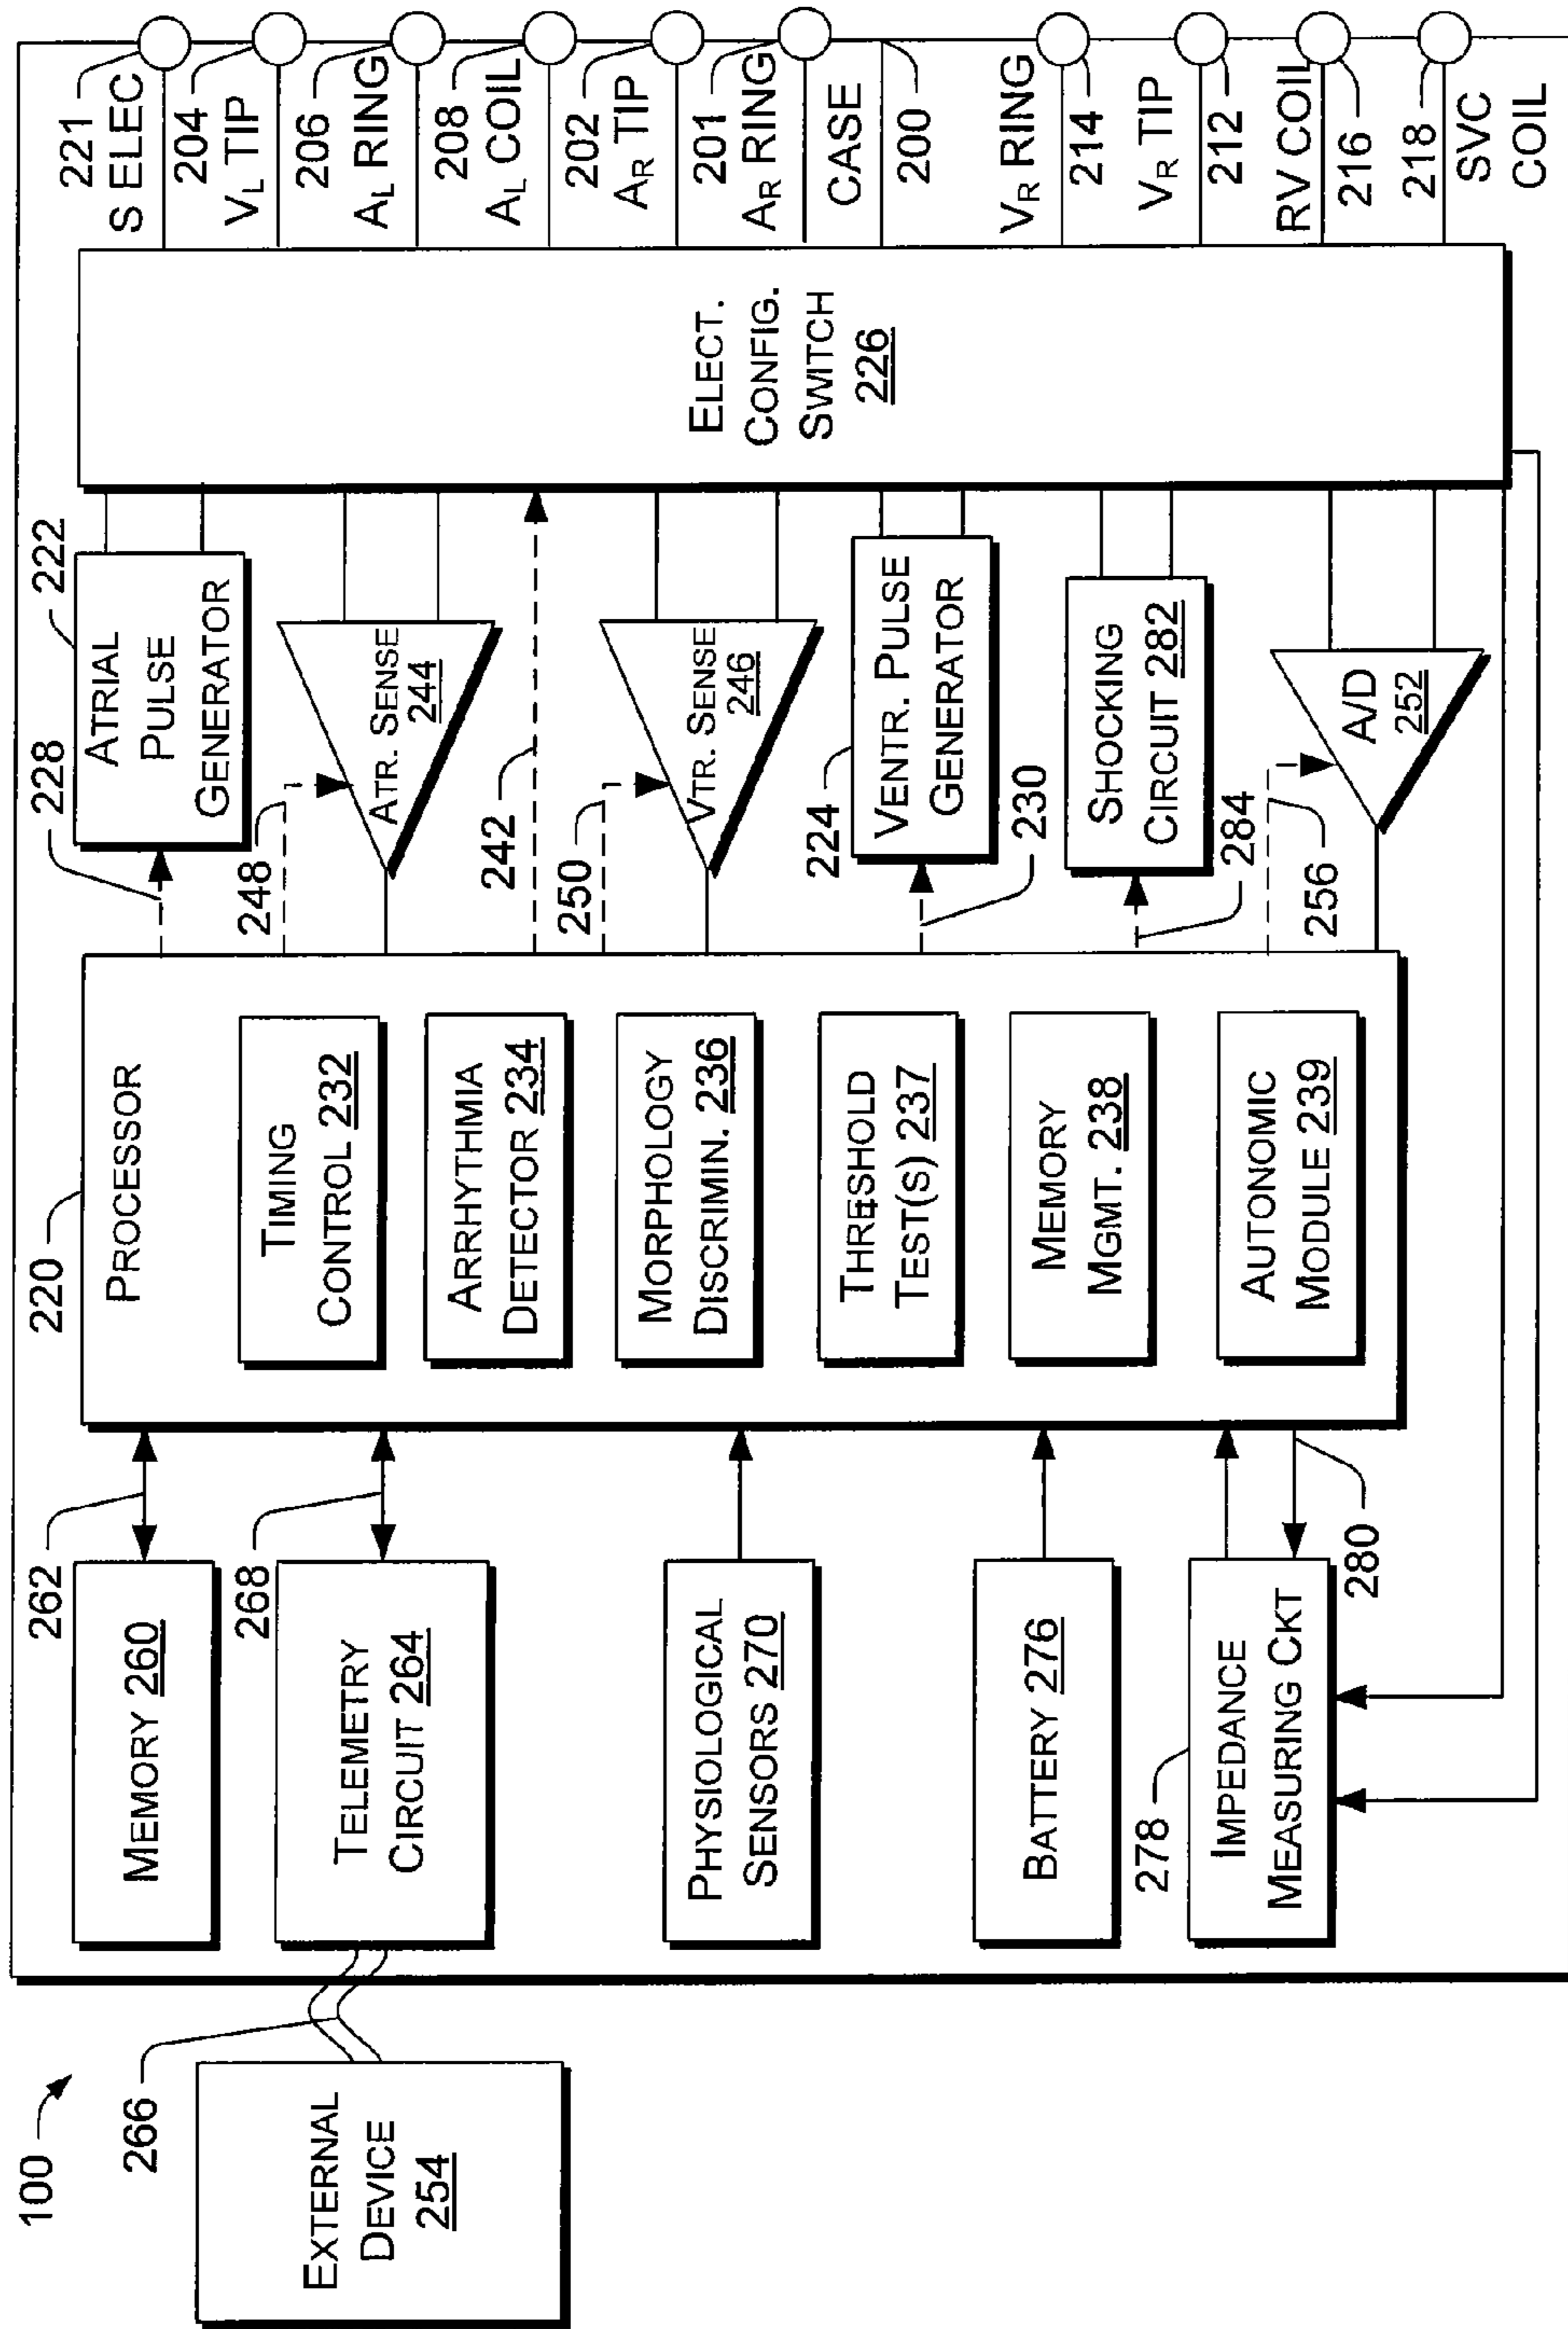 100
EXTERNAL
DEVICE
254
266
MEMORY 260
262
TELEMETRY
CIRCUIT 264
268
PHYSIOLOGICAL
SENSORS 270
BATTERY 276
278
IMPEDANCE
MEASURING CKT
280
220
PROCESSOR
TIMING
CONTROL 232
ARRHYTHMIA
DETECTOR 234
MORPHOLOGY
DISCRIMIN. 236
THRESHOLD
TEST(S) 237
MEMORY
MGMT. 238
AUTONOMIC
MODULE 239
228
222
ATRIAL
PULSE
GENERATOR
248
ATR. SENSE
244
242
250
VTR. SENSE
246
224
VENTR. PULSE
GENERATOR
230
SHOCKING
CIRCUIT 282
284
256
A/D
252
ELECT.
CONFIG.
SWITCH
226
221
S ELEC
204
VL TIP
206
AL RING
208
AL COIL
202
AR TIP
201
AR RING
CASE
200
VR RING
214
VR TIP
212
RV COIL
216
218
SVC
COIL